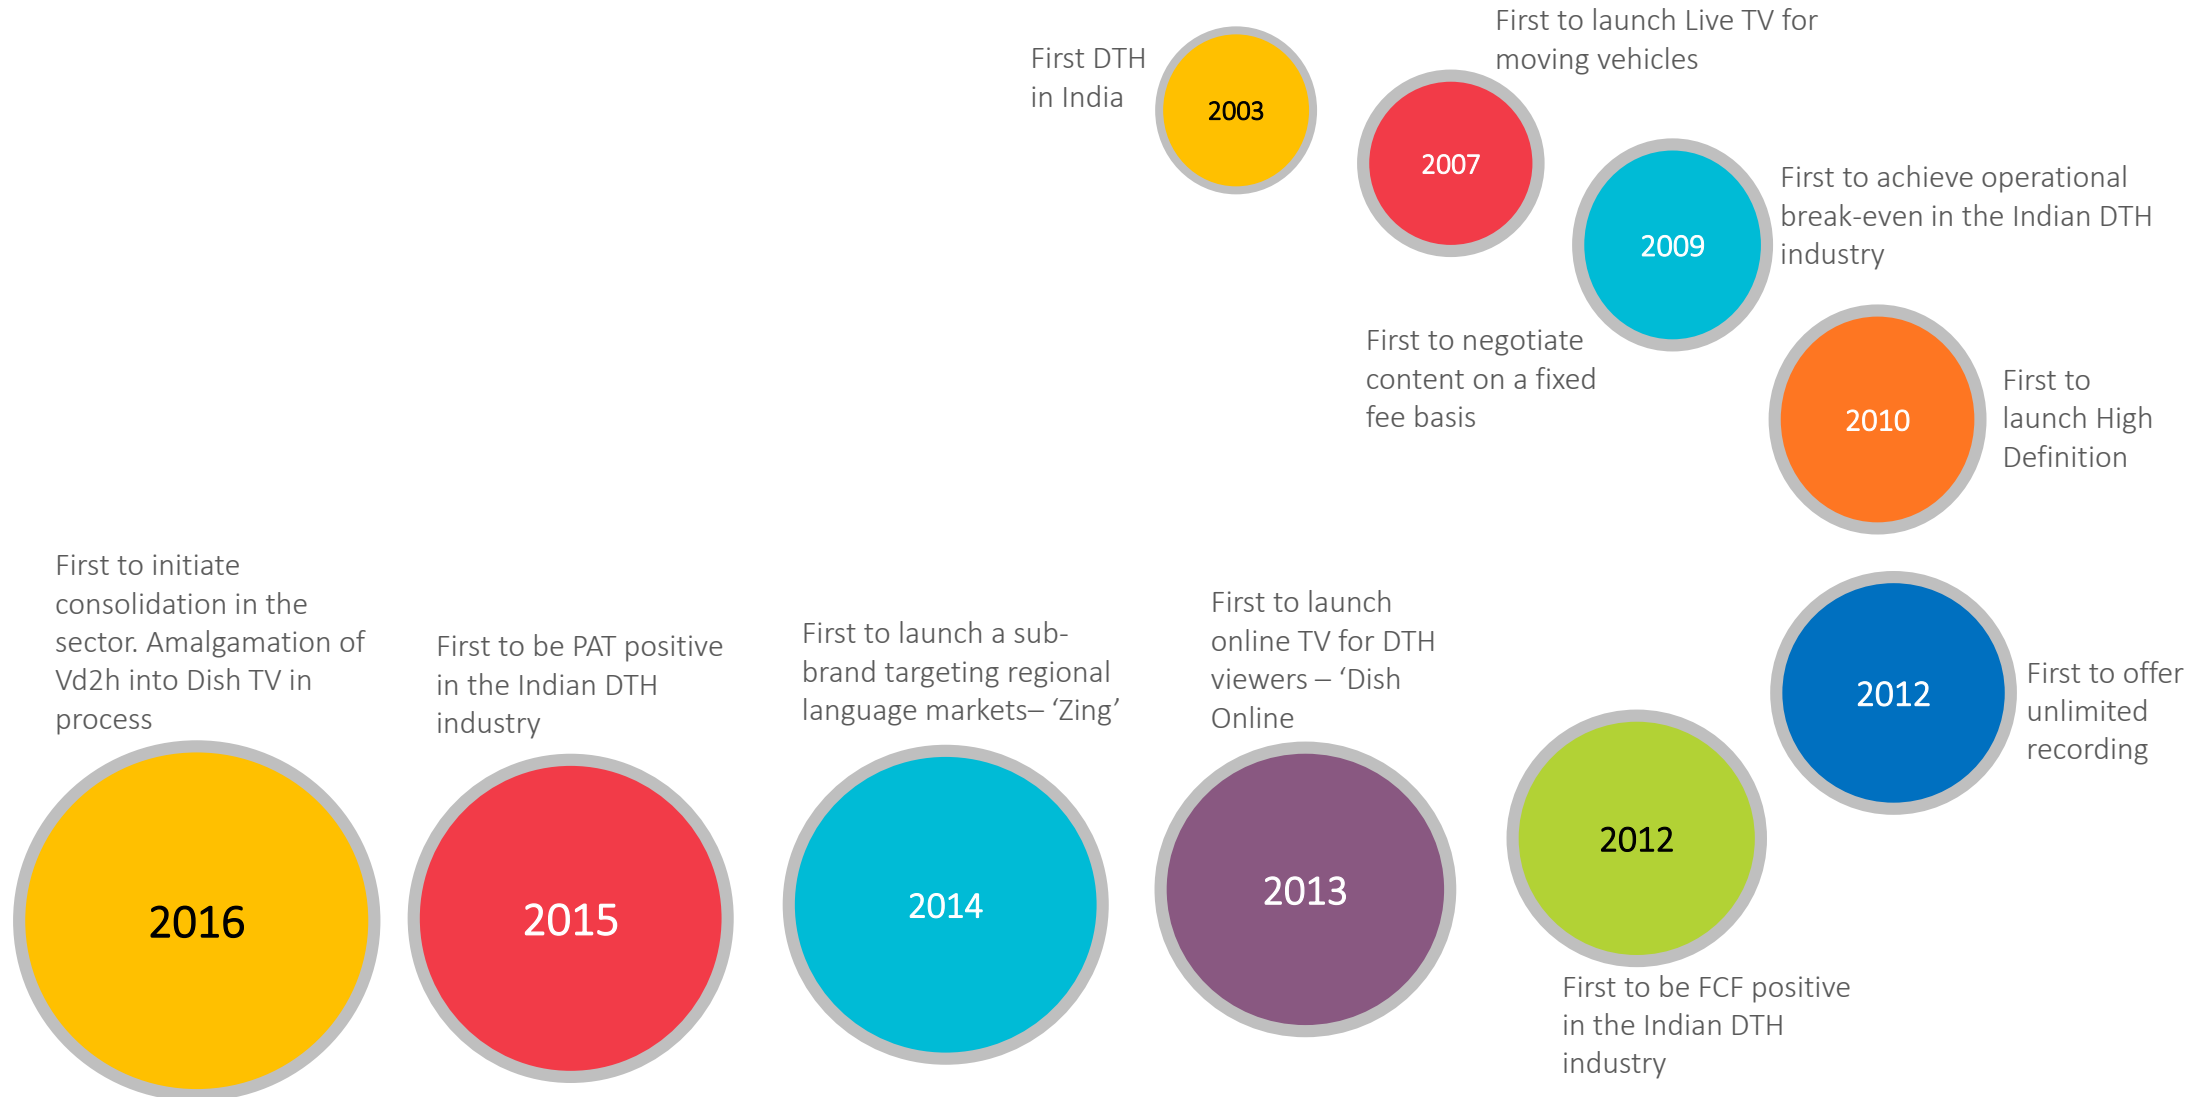 First DTH
in India
2003
First to launch Live TV for
moving vehicles
2007
2009
First to achieve operational
break-even in the Indian DTH
industry
First to negotiate
content on a fixed
fee basis
2010
First to
launch High
Definition
2012
First to offer
unlimited
recording
2012
First to be FCF positive
in the Indian DTH
industry
First to launch
online TV for DTH
viewers – ‘Dish
Online
2013
First to launch a sub-
brand targeting regional
language markets– ‘Zing’
2014
First to be PAT positive
in the Indian DTH
industry
2015
First to initiate
consolidation in the
sector. Amalgamation of
Vd2h into Dish TV in
process
2016